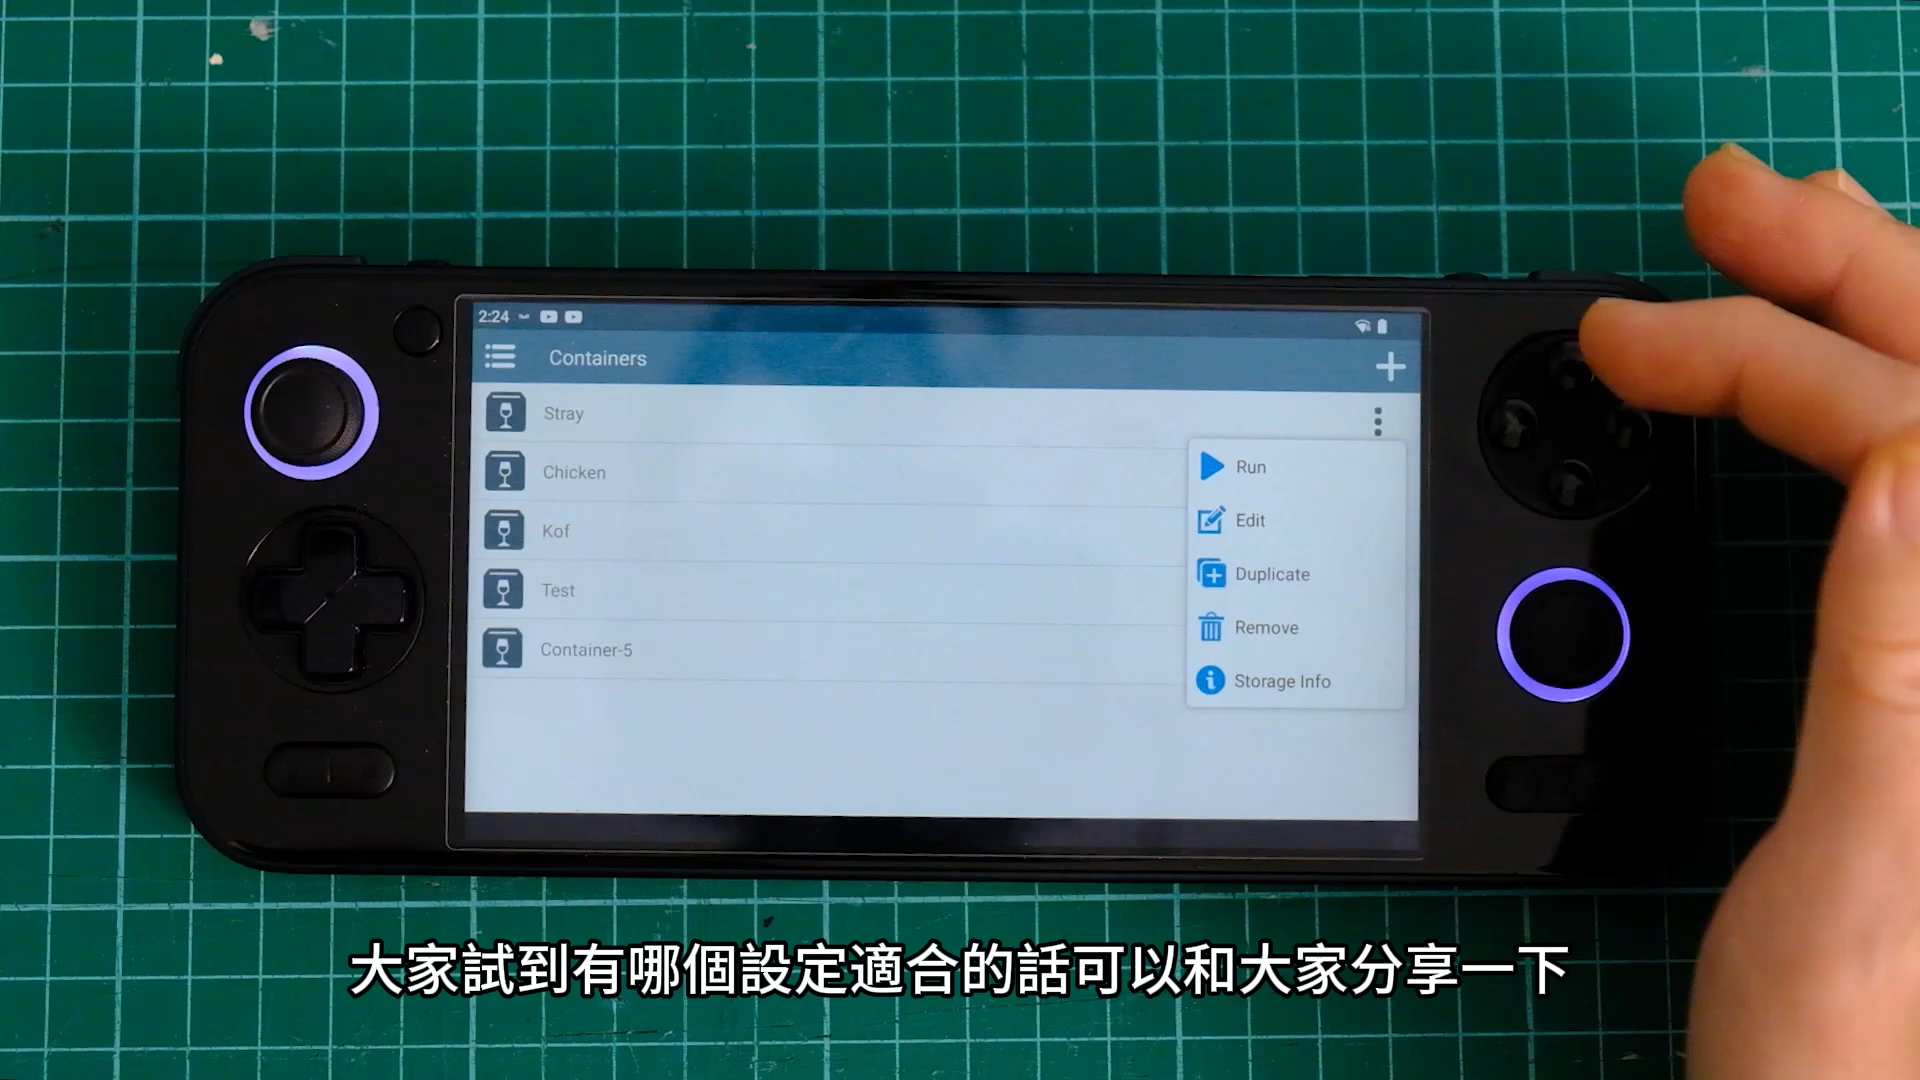 2:24
Containers
Stray
Chicken
Kof
Test
Container-5
Run
Edit
Duplicate
Remove
Storage Info
大家試到有哪個設定適合的話可以和大家分享一下